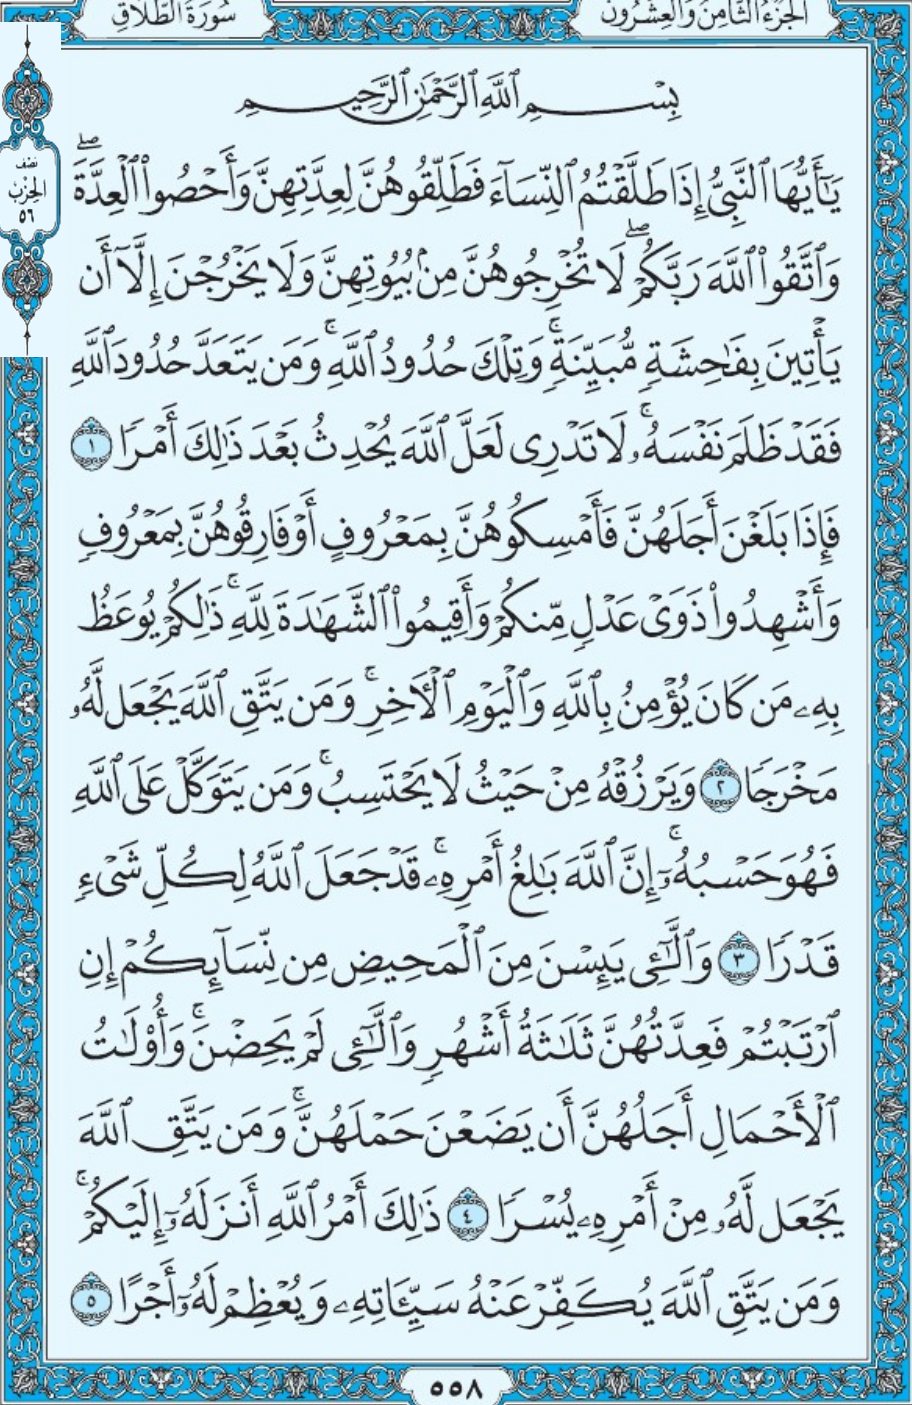 الجزء الثامن والعشرون
سورة الطلاق
نصف
الحزب
٥٦
بِسْمِ ٱللَّهِ ٱلرَّحْمَٰنِ ٱلرَّحِيمِ
يَٰٓأَيُّهَا ٱلنَّبِىُّ إِذَا طَلَّقْتُمُ ٱلنِّسَآءَ فَطَلِّقُوهُنَّ لِعِدَّتِهِنَّ وَأَحْصُوا۟ ٱلْعِدَّةَ ۖ
وَٱتَّقُوا۟ ٱللَّهَ رَبَّكُمْ ۖ لَا تُخْرِجُوهُنَّ مِنۢ بُيُوتِهِنَّ وَلَا يَخْرُجْنَ إِلَّآ أَن
يَأْتِينَ بِفَٰحِشَةٍ مُّبَيِّنَةٍ ۚ وَتِلْكَ حُدُودُ ٱللَّهِ ۚ وَمَن يَتَعَدَّ حُدُودَ ٱللَّهِ
فَقَدْ ظَلَمَ نَفْسَهُۥ ۚ لَا تَدْرِى لَعَلَّ ٱللَّهَ يُحْدِثُ بَعْدَ ذَٰلِكَ أَمْرًا ١
فَإِذَا بَلَغْنَ أَجَلَهُنَّ فَأَمْسِكُوهُنَّ بِمَعْرُوفٍ أَوْ فَارِقُوهُنَّ بِمَعْرُوفٍ
وَأَشْهِدُوا۟ ذَوَىْ عَدْلٍ مِّنكُمْ وَأَقِيمُوا۟ ٱلشَّهَٰدَةَ لِلَّهِ ۚ ذَٰلِكُمْ يُوعَظُ
بِهِۦ مَن كَانَ يُؤْمِنُ بِٱللَّهِ وَٱلْيَوْمِ ٱلْـَٔاخِرِ ۚ وَمَن يَتَّقِ ٱللَّهَ يَجْعَل لَّهُۥ
مَخْرَجًا ٢ وَيَرْزُقْهُ مِنْ حَيْثُ لَا يَحْتَسِبُ ۚ وَمَن يَتَوَكَّلْ عَلَى ٱللَّهِ
فَهُوَ حَسْبُهُۥٓ ۚ إِنَّ ٱللَّهَ بَٰلِغُ أَمْرِهِۦ ۚ قَدْ جَعَلَ ٱللَّهُ لِكُلِّ شَىْءٍ
قَدْرًا ٣ وَٱلَّٰٓـِٔى يَئِسْنَ مِنَ ٱلْمَحِيضِ مِن نِّسَآئِكُمْ إِنِ
ٱرْتَبْتُمْ فَعِدَّتُهُنَّ ثَلَٰثَةُ أَشْهُرٍ وَٱلَّٰٓـِٔى لَمْ يَحِضْنَ ۚ وَأُو۟لَٰتُ
ٱلْأَحْمَالِ أَجَلُهُنَّ أَن يَضَعْنَ حَمْلَهُنَّ ۚ وَمَن يَتَّقِ ٱللَّهَ
يَجْعَل لَّهُۥ مِنْ أَمْرِهِۦ يُسْرًا ٤ ذَٰلِكَ أَمْرُ ٱللَّهِ أَنزَلَهُۥٓ إِلَيْكُمْ ۚ
وَمَن يَتَّقِ ٱللَّهَ يُكَفِّرْ عَنْهُ سَيِّـَٔاتِهِۦ وَيُعْظِمْ لَهُۥٓ أَجْرًا ٥
٥٥٨